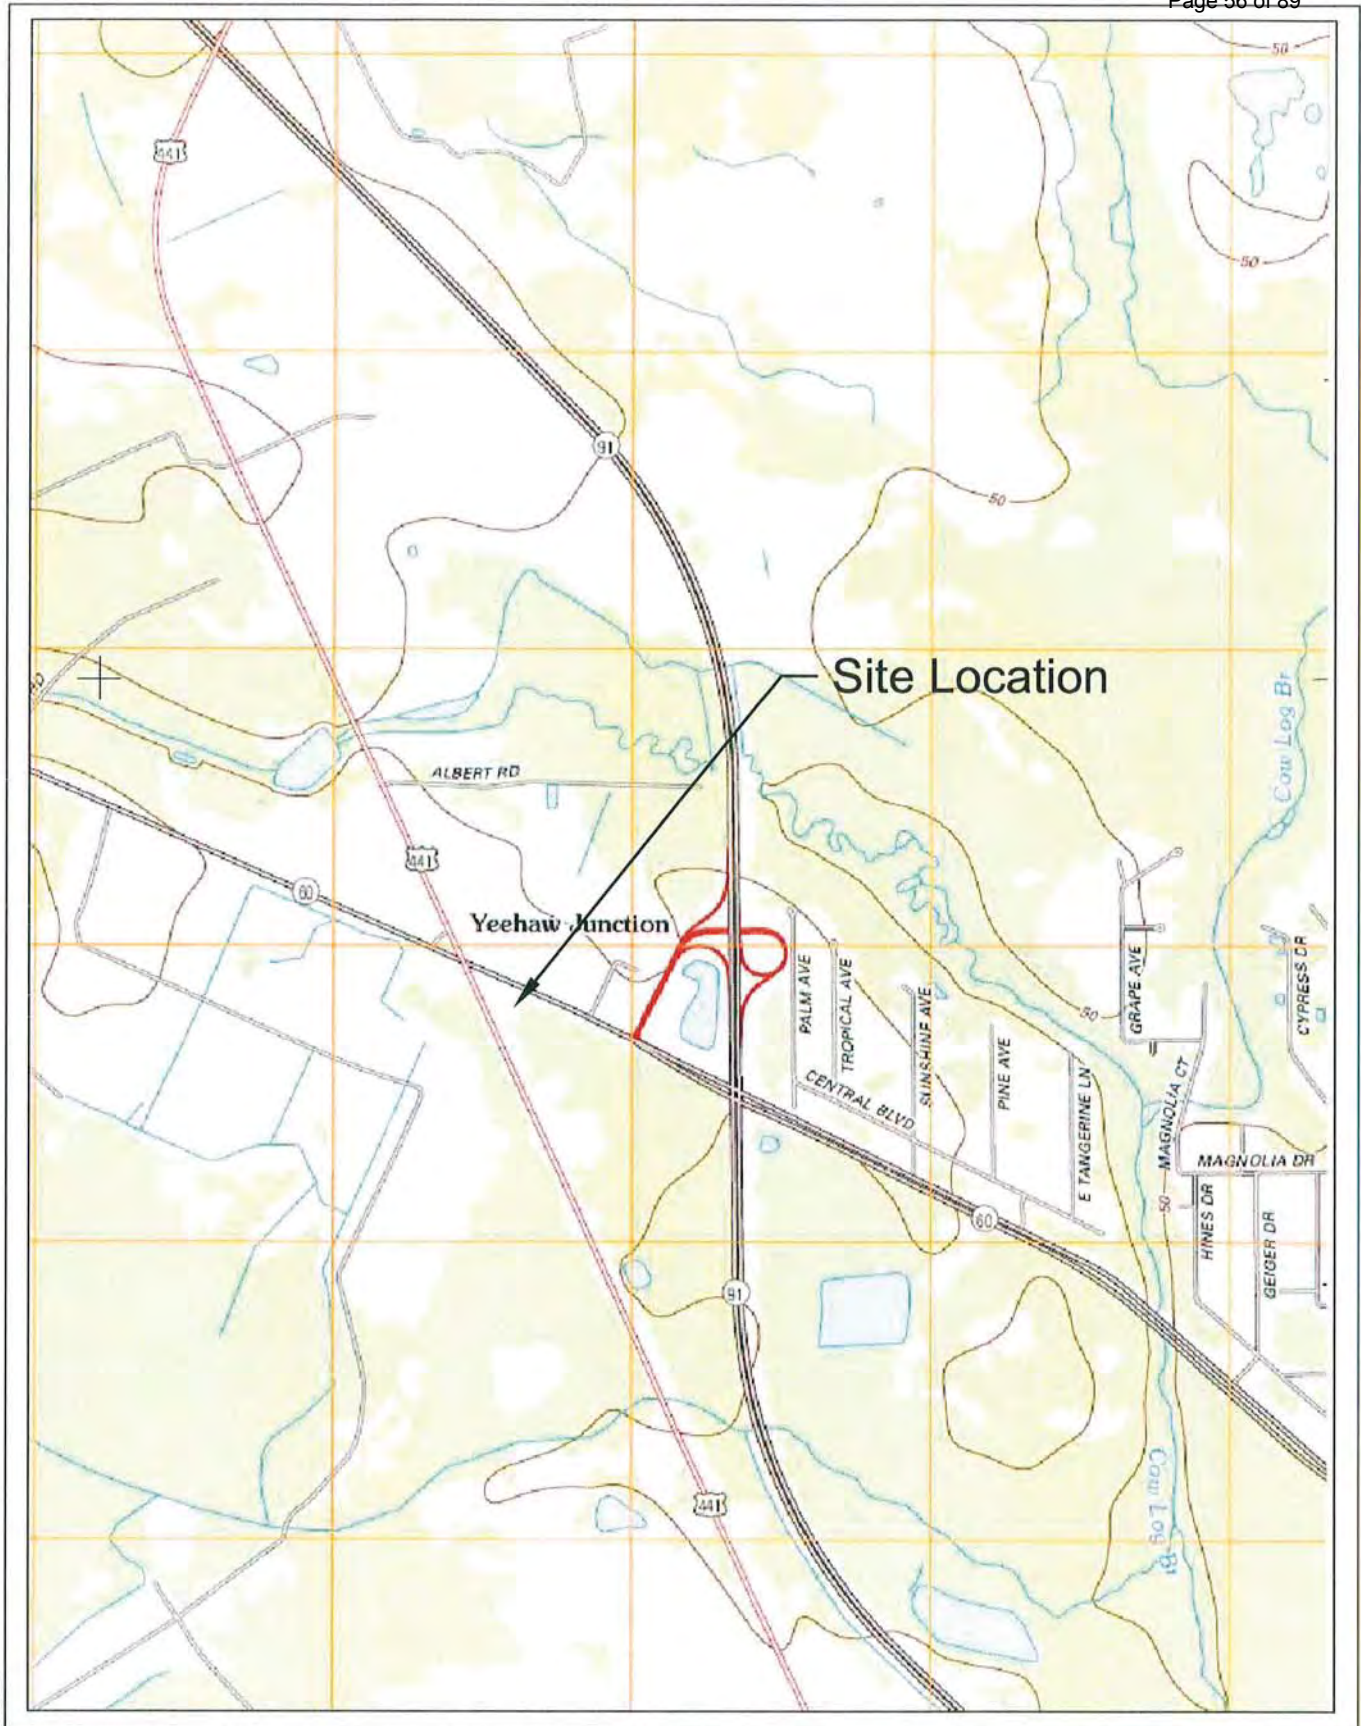 Page 56 of 89
50
441
50
91
50
Site Location
RD
Cow Log Br
ALBERT RD
441
60
Yeehaw Junction
PALM AVE
TROPICAL AVE
SUNSHINE AVE
PINE AVE
E TANGERINE LN
CENTRAL BLVD
50
GRAPE AVE
CYPRESS DR
MAGNOLIA CT
MAGNOLIA DR
50
HINES DR
GEIGER DR
60
91
441
Cow Log Br